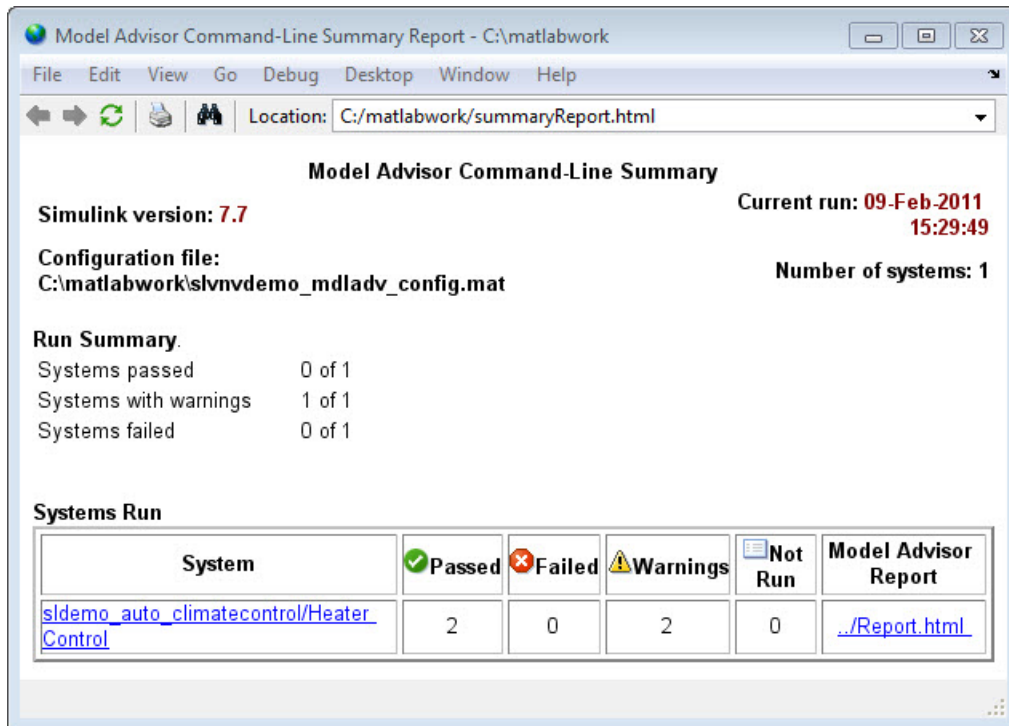 Model Advisor Command-Line Summary Report - C:\matlabwork
File Edit View Go Debug Desktop Window Help
Location: C:/matlabwork/summaryReport.html
Model Advisor Command-Line Summary
Simulink version: 7.7
Current run: 09-Feb-2011
15:29:49
Configuration file:
C:\matlabwork\slvnvdemo_mdladv_config.mat
Number of systems: 1
Run Summary.
Systems passed 0 of 1
Systems with warnings 1 of 1
Systems failed 0 of 1
Systems Run
System Passed Failed Warnings Not Run Model Advisor Report
sldemo_auto_climatecontrol/Heater
Control 2 0 2 0 ../Report.html